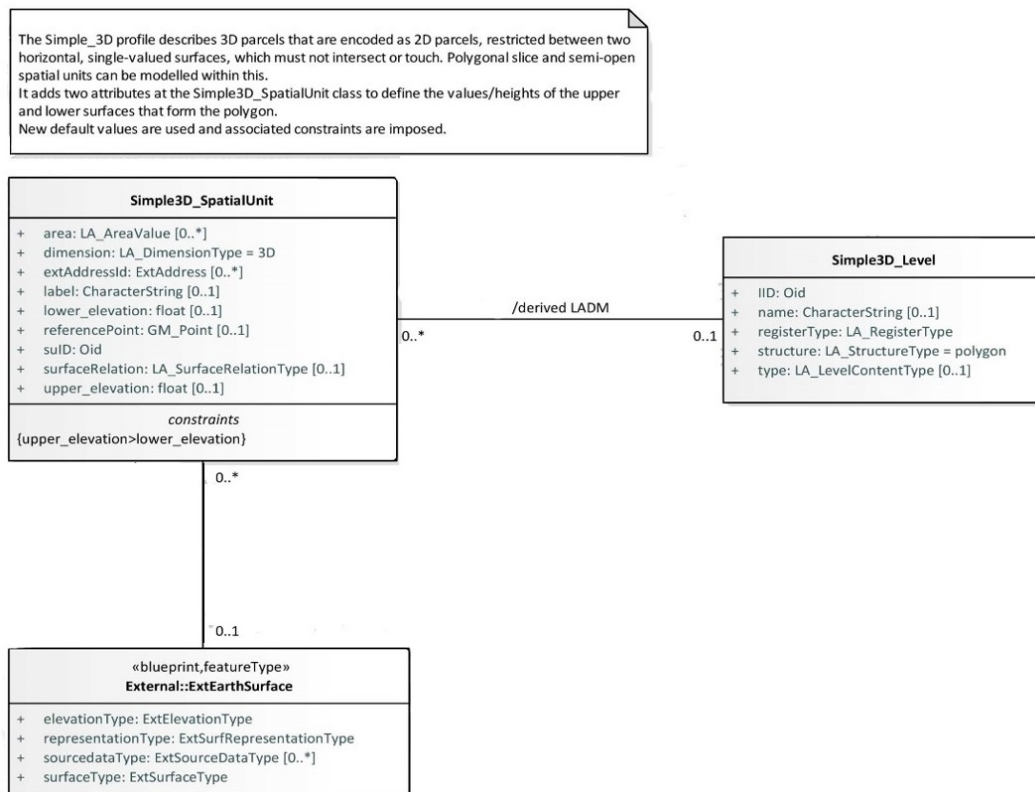 The Simple_3D profile describes 3D parcels that are encoded as 2D parcels, restricted between two
horizontal, single-valued surfaces, which must not intersect or touch. Polygonal slice and semi-open
spatial units can be modelled within this.
It adds two attributes at the Simple3D_SpatialUnit class to define the values/heights of the upper
and lower surfaces that form the polygon.
New default values are used and associated constraints are imposed.
Simple3D_SpatialUnit
+ area: LA_AreaValue [0..*]
+ dimension: LA_DimensionType = 3D
+ extAddressId: ExtAddress [0..*]
+ label: CharacterString [0..1]
+ lower_elevation: float [0..1]
+ referencePoint: GM_Point [0..1]
+ suID: Oid
+ surfaceRelation: LA_SurfaceRelationType [0..1]
+ upper_elevation: float [0..1]
constraints
{upper_elevation>lower_elevation}
/derived LADM
0..*
0..1
Simple3D_Level
+ lID: Oid
+ name: CharacterString [0..1]
+ registerType: LA_RegisterType
+ structure: LA_StructureType = polygon
+ type: LA_LevelContentType [0..1]
0..*
0..1
«blueprint,featureType»
External::ExtEarthSurface
+ elevationType: ExtElevationType
+ representationType: ExtSurfRepresentationType
+ sourcedataType: ExtSourceDataType [0..*]
+ surfaceType: ExtSurfaceType